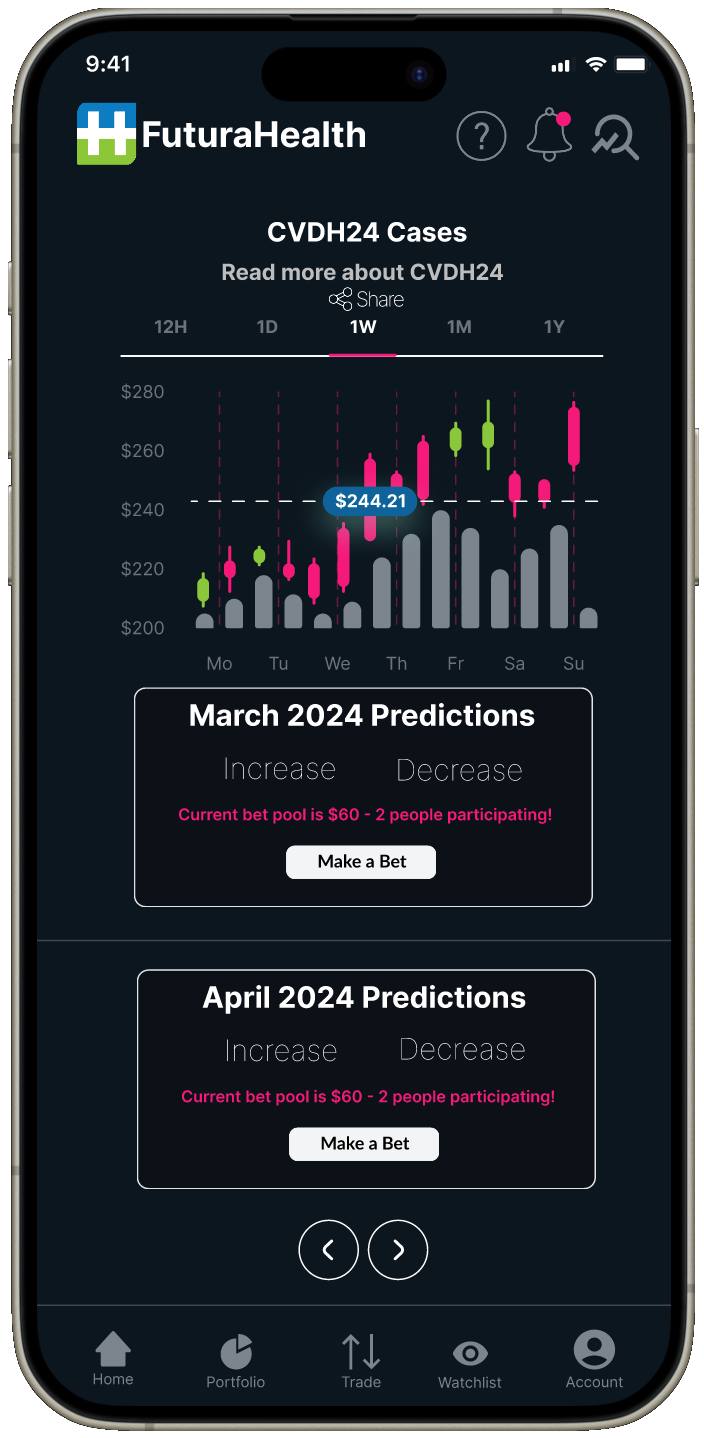 9:41
FuturaHealth
?
CVDH24 Cases
Read more about CVDH24
Share
12H 1D 1W 1M 1Y
$280
$260
$244.21
$240
$220
$200
Mo Tu We Th Fr Sa Su
March 2024 Predictions
Increase Decrease
Current bet pool is $60 - 2 people participating!
Make a Bet
April 2024 Predictions
Increase Decrease
Current bet pool is $60 - 2 people participating!
Make a Bet
Home Portfolio Trade Watchlist Account